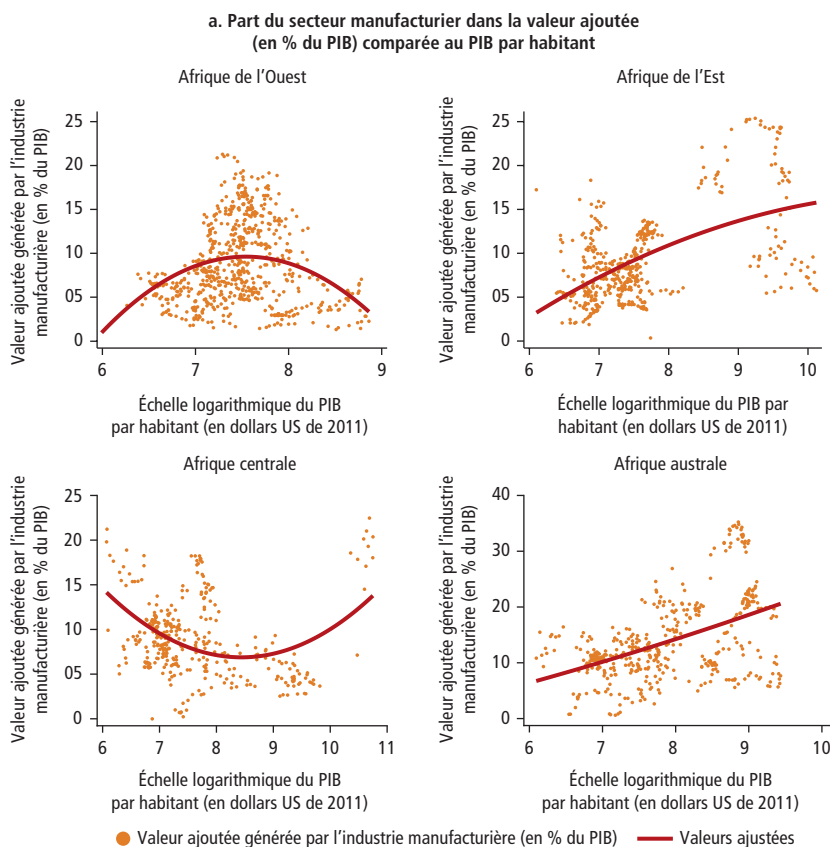 a. Part du secteur manufacturier dans la valeur ajoutée
(en % du PIB) comparée au PIB par habitant
Afrique de l'Ouest
Valeur ajoutée générée par l'industrie
manufacturière (en % du PIB)
25
20
15
10
05
0
6 7 8 9
Échelle logarithmique du PIB
par habitant (en dollars US de 2011)
Afrique de l'Est
Valeur ajoutée générée par l'industrie
manufacturière (en % du PIB)
25
20
15
10
05
0
6 7 8 9 10
Échelle logarithmique du PIB par
habitant (en dollars US de 2011)
Afrique centrale
Valeur ajoutée générée par l'industrie
manufacturière (en % du PIB)
25
20
15
10
05
0
6 7 8 9 10 11
Échelle logarithmique du PIB
par habitant (en dollars US de 2011)
Afrique australe
Valeur ajoutée générée par l'industrie
manufacturière (en % du PIB)
40
30
20
10
0
6 7 8 9 10
Échelle logarithmique du PIB
par habitant (en dollars US de 2011)
Valeur ajoutée générée par l'industrie manufacturière (en % du PIB) Valeurs ajustées